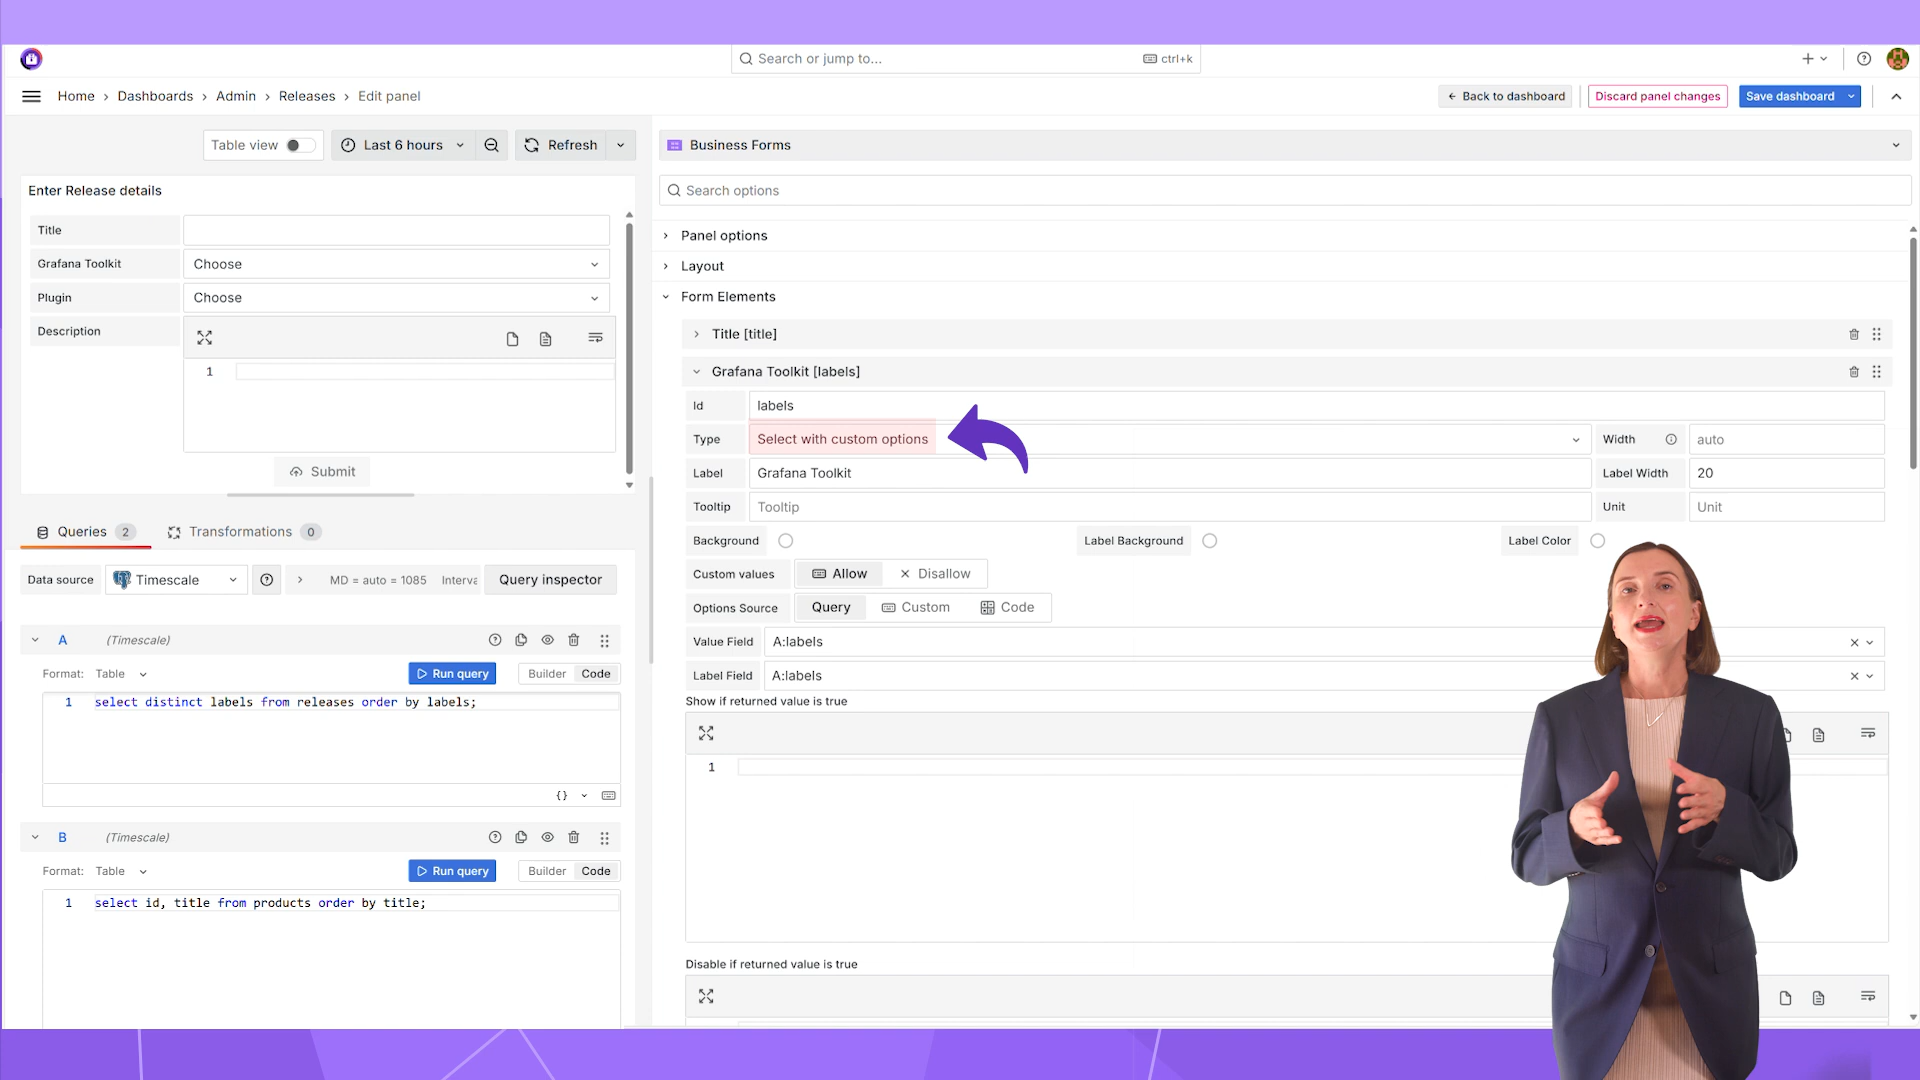 Search or jump to...
ctrl+k
Home › Dashboards › Admin › Releases › Edit panel
Back to dashboard
Discard panel changes
Save dashboard
Table view
Last 6 hours
Refresh
Business Forms
Enter Release details
Search options
Title
Grafana Toolkit
Choose
Plugin
Choose
Description
1
Submit
Panel options
Layout
Form Elements
Title [title]
Grafana Toolkit [labels]
Id
labels
Type
Select with custom options
Width
auto
Label
Grafana Toolkit
Label Width
20
Tooltip
Tooltip
Unit
Unit
Background
Label Background
Label Color
Custom values
Allow
Disallow
Options Source
Query
Custom
Code
Value Field
A:labels
Label Field
A:labels
Show if returned value is true
1
Disable if returned value is true
Queries 2
Transformations 0
Data source
Timescale
MD = auto = 1085
Query inspector
A
(Timescale)
Format: Table
Run query
Builder
Code
1
select distinct labels from releases order by labels;
{}
B
(Timescale)
Format: Table
Run query
Builder
Code
1
select id, title from products order by title;